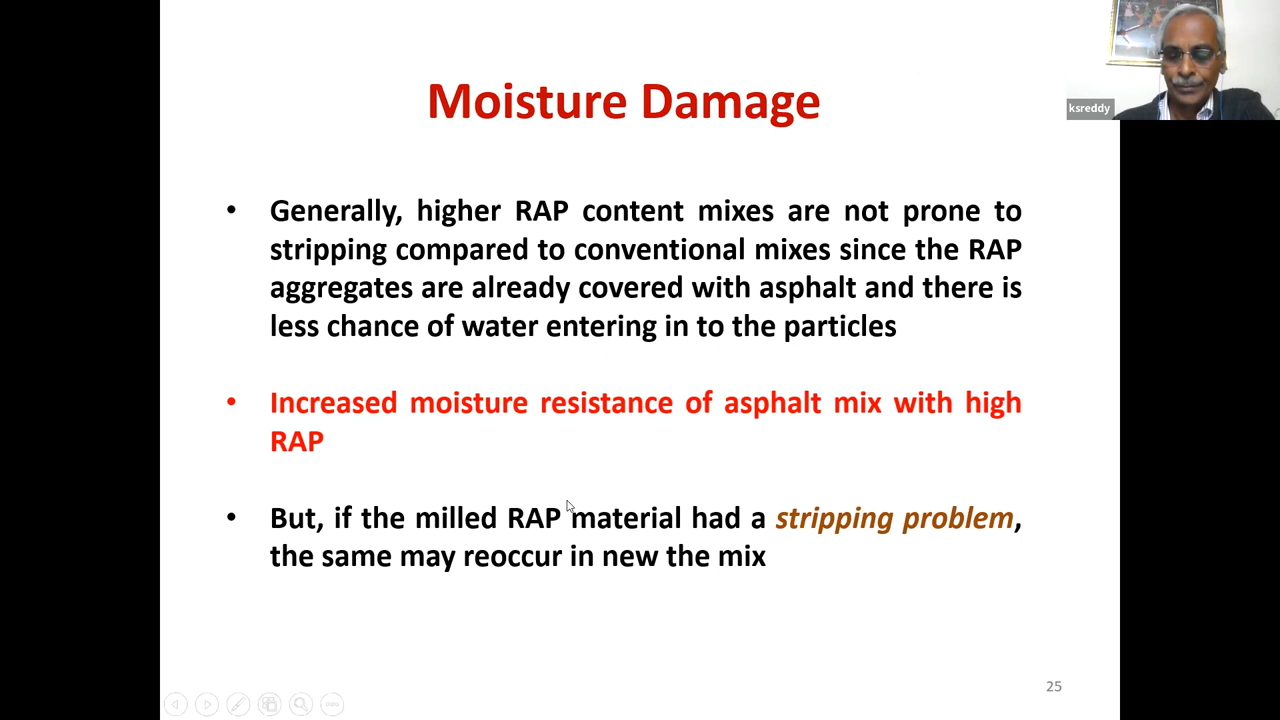 ksreddy
Moisture Damage
• Generally, higher RAP content mixes are not prone to
stripping compared to conventional mixes since the RAP
aggregates are already covered with asphalt and there is
less chance of water entering in to the particles
• Increased moisture resistance of asphalt mix with high
RAP
• But, if the milled RAP material had a stripping problem,
the same may reoccur in new the mix
25